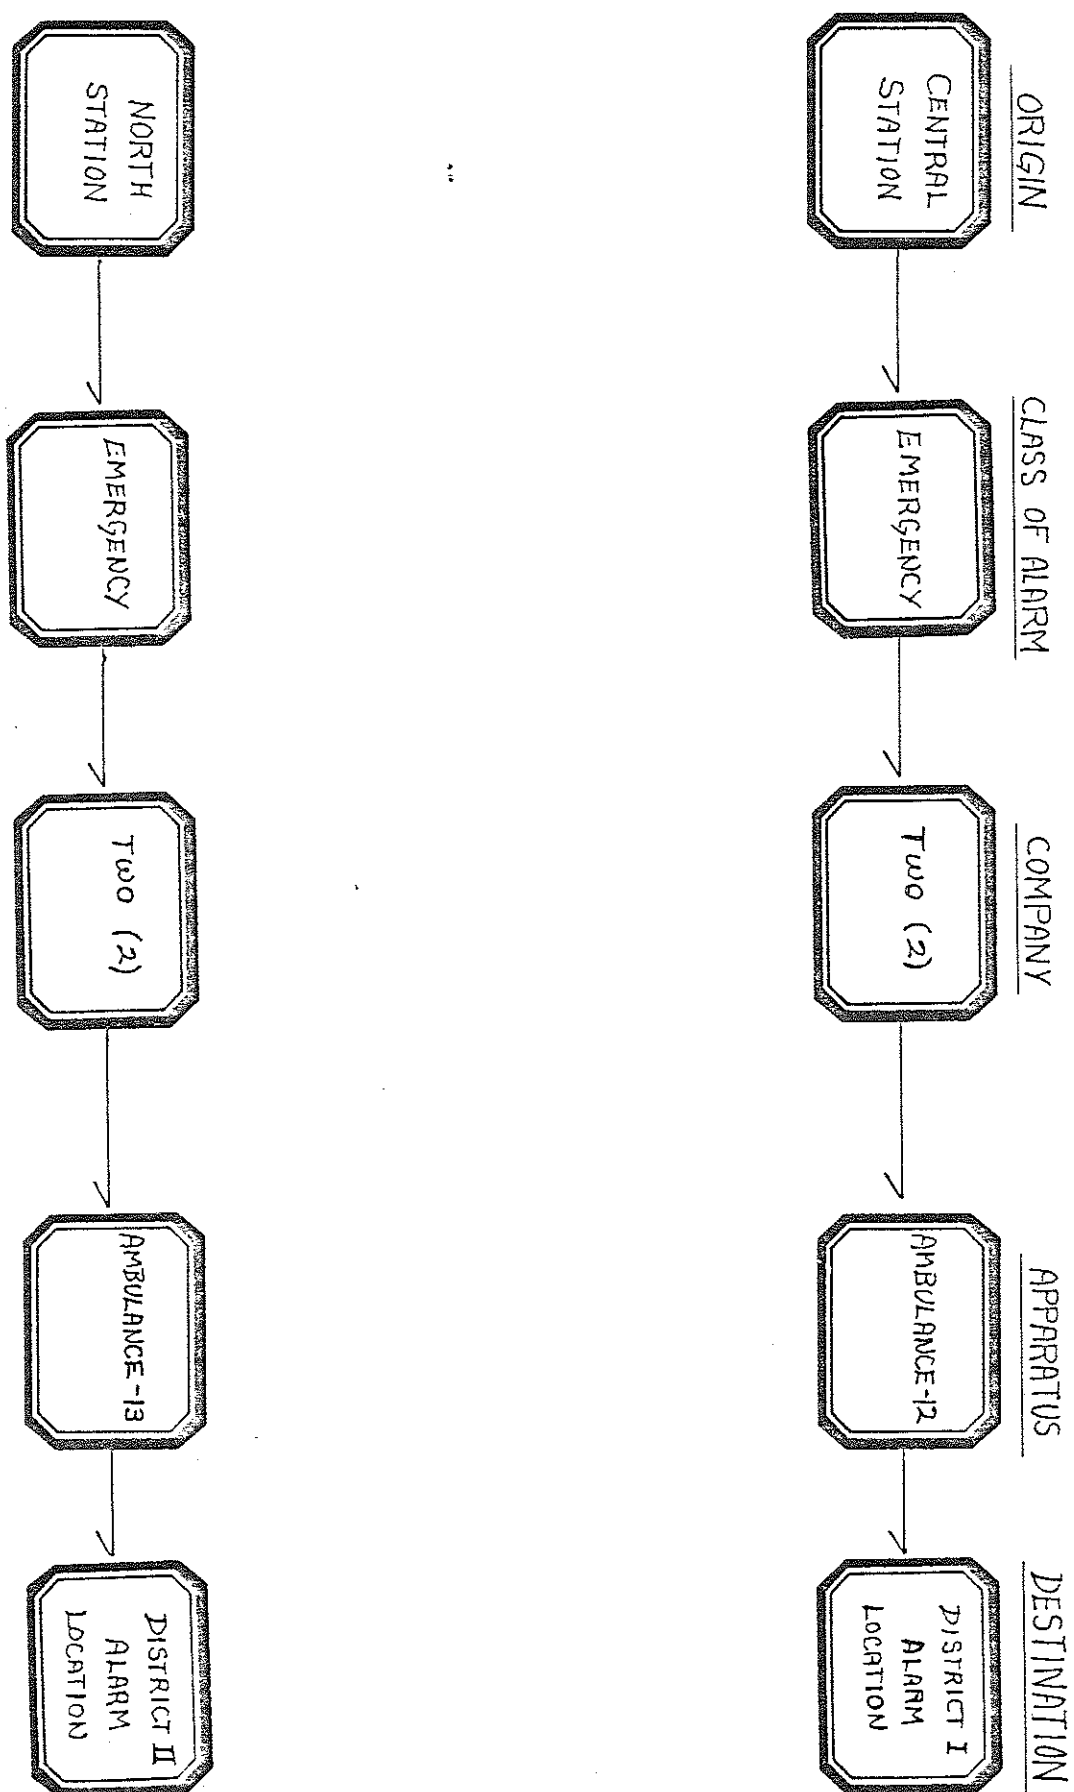 ORIGIN
CLASS OF ALARM
COMPANY
APPARATUS
DESTINATION
CENTRAL
STATION
EMERGENCY
TWO (2)
AMBULANCE-12
DISTRICT I
ALARM
LOCATION
NORTH
STATION
EMERGENCY
TWO (2)
AMBULANCE-13
DISTRICT II
ALARM
LOCATION